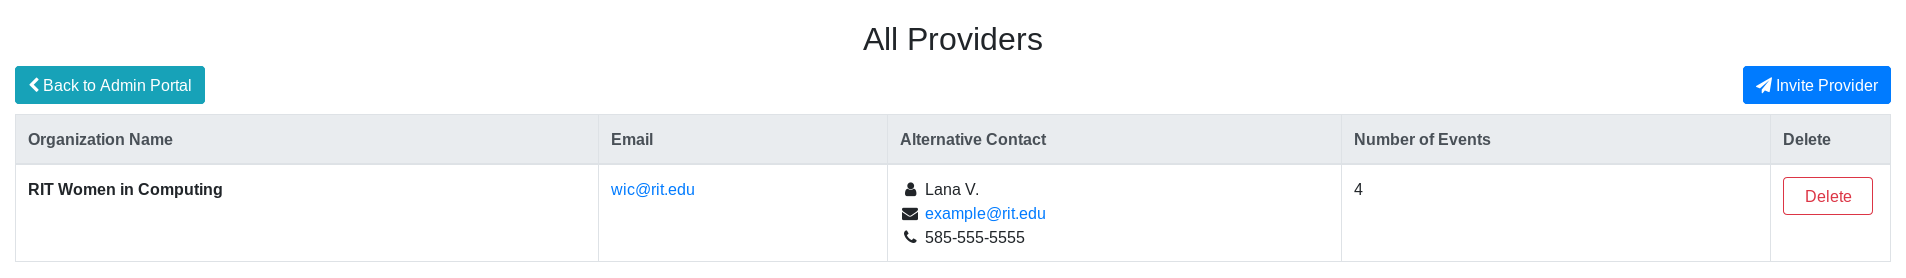 All Providers
Back to Admin Portal
Invite Provider
Organization Name
Email
Alternative Contact
Number of Events
Delete
RIT Women in Computing
wic@rit.edu
Lana V.
example@rit.edu
585-555-5555
4
Delete